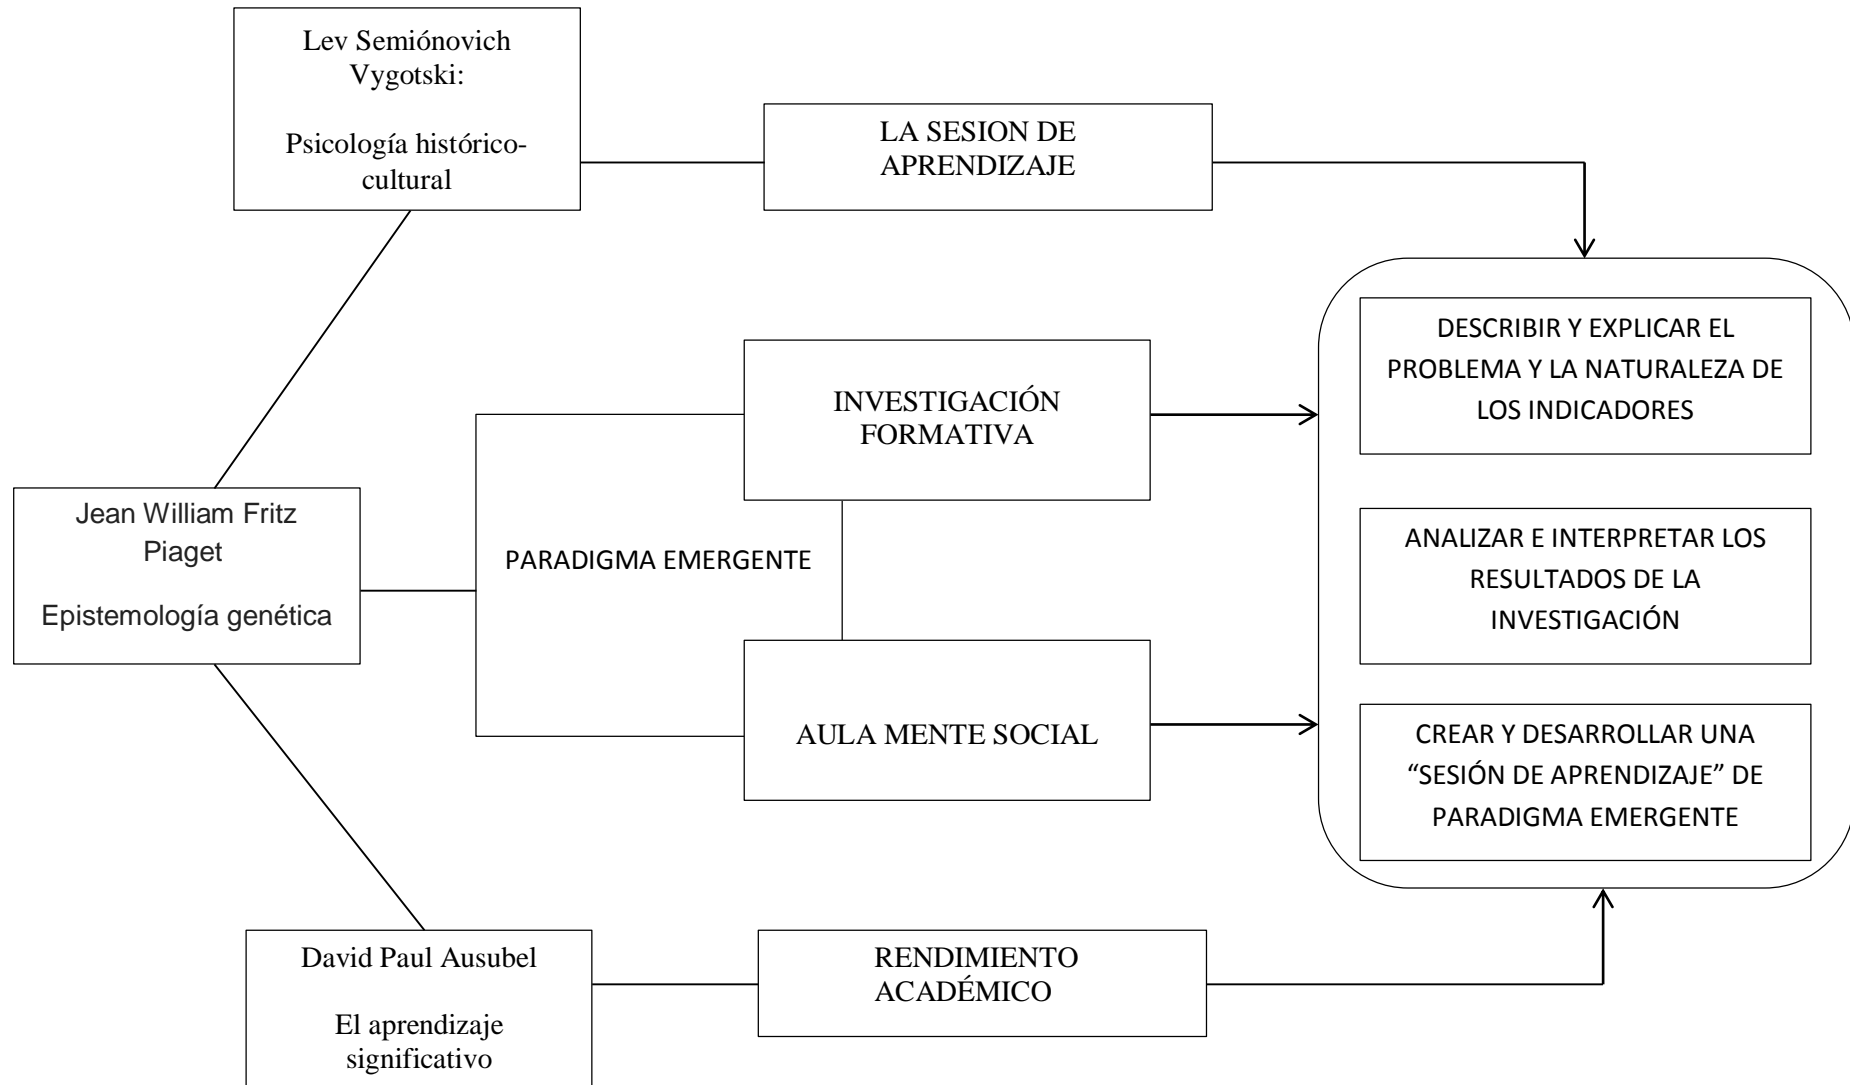 Lev Semiónovich
Vygotski:
Psicología histórico-
cultural
LA SESION DE
APRENDIZAJE
DESCRIBIR Y EXPLICAR EL
PROBLEMA Y LA NATURALEZA DE
LOS INDICADORES
INVESTIGACIÓN
FORMATIVA
Jean William Fritz
Piaget
Epistemología genética
PARADIGMA EMERGENTE
ANALIZAR E INTERPRETAR LOS
RESULTADOS DE LA
INVESTIGACIÓN
AULA MENTE SOCIAL
CREAR Y DESARROLLAR UNA
“SESIÓN DE APRENDIZAJE” DE
PARADIGMA EMERGENTE
David Paul Ausubel
El aprendizaje
significativo
RENDIMIENTO
ACADÉMICO